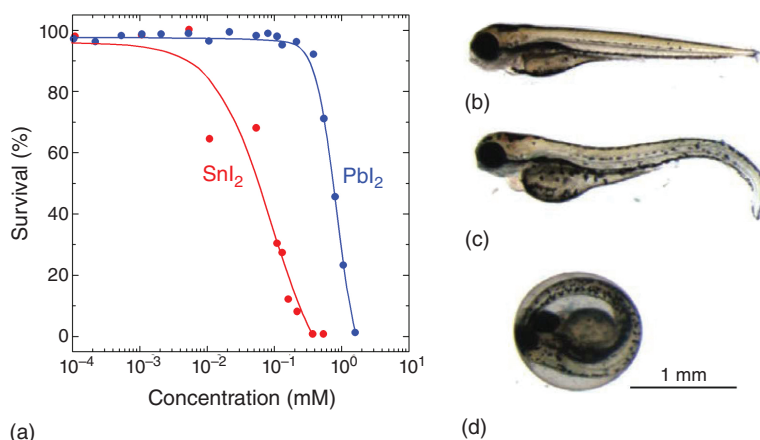 100
80
60
40
20
0
Survival (%)
SnI₂
PbI₂
10⁻⁴ 10⁻³ 10⁻² 10⁻¹ 10⁰ 10¹
Concentration (mM)
(a)
(b)
(c)
1 mm
(d)